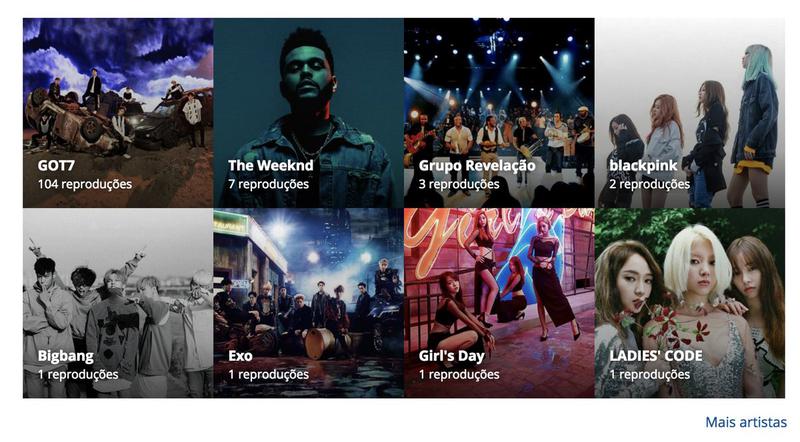 GOT7
104 reproduções
The Weeknd
7 reproduções
Grupo Revelação
3 reproduções
blackpink
2 reproduções
Bigbang
1 reproduções
Exo
1 reproduções
Girl's Day
1 reproduções
LADIES' CODE
1 reproduções
Mais artistas